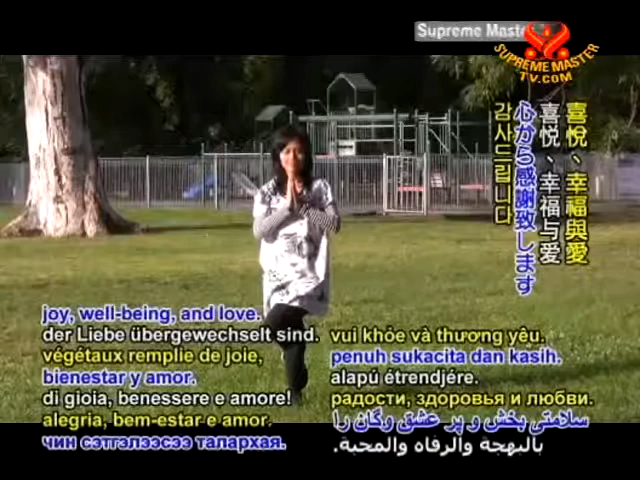 Supreme Maste
SUPREME MASTER
TV.COM
喜悅、幸福與愛
喜悦、幸福与爱
心から感謝致します
감사드립니다
joy, well-being, and love.
der Liebe übergewechselt sind.
végétaux remplie de joie,
bienestar y amor.
di gioia, benessere e amore!
alegria, bem-estar e amor.
чин сэтгэлээсээ талархая.
vui khỏe và thương yêu.
penuh sukacita dan kasih.
alapú étrendjére.
радости, здоровья и любви.
سلامتی بخش و پر عشق وگان را
بالبهجة والرفاه والمحبة.